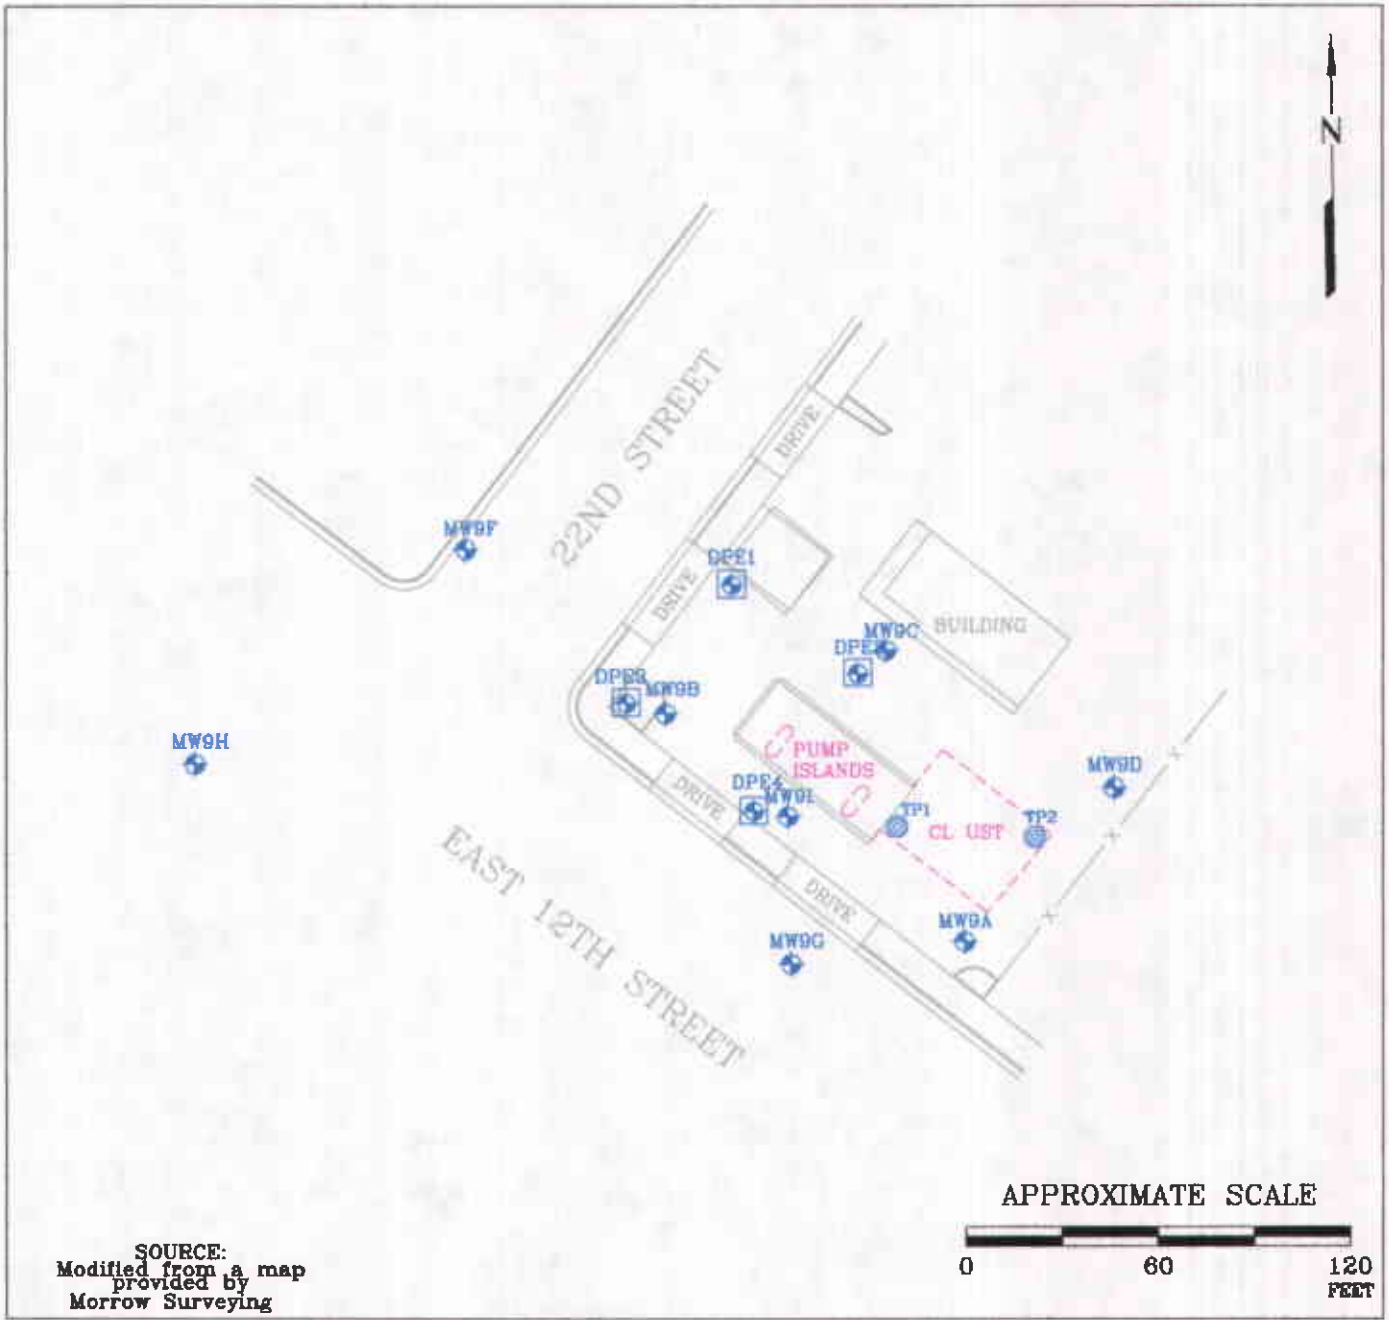 N
22ND STREET
DRIVE
MW9F
DPE1
DRIVE
MW9C
BUILDING
DPE
DPE3
MW9B
MW9H
PUMP
ISLANDS
MW9D
DPE4
MW9I
DRIVE
TP1
CL UST
TP2
EAST 12TH STREET
DRIVE
MW9A
MW9G
APPROXIMATE SCALE
0 60 120
FEET
SOURCE:
Modified from a map
provided by
Morrow Surveying